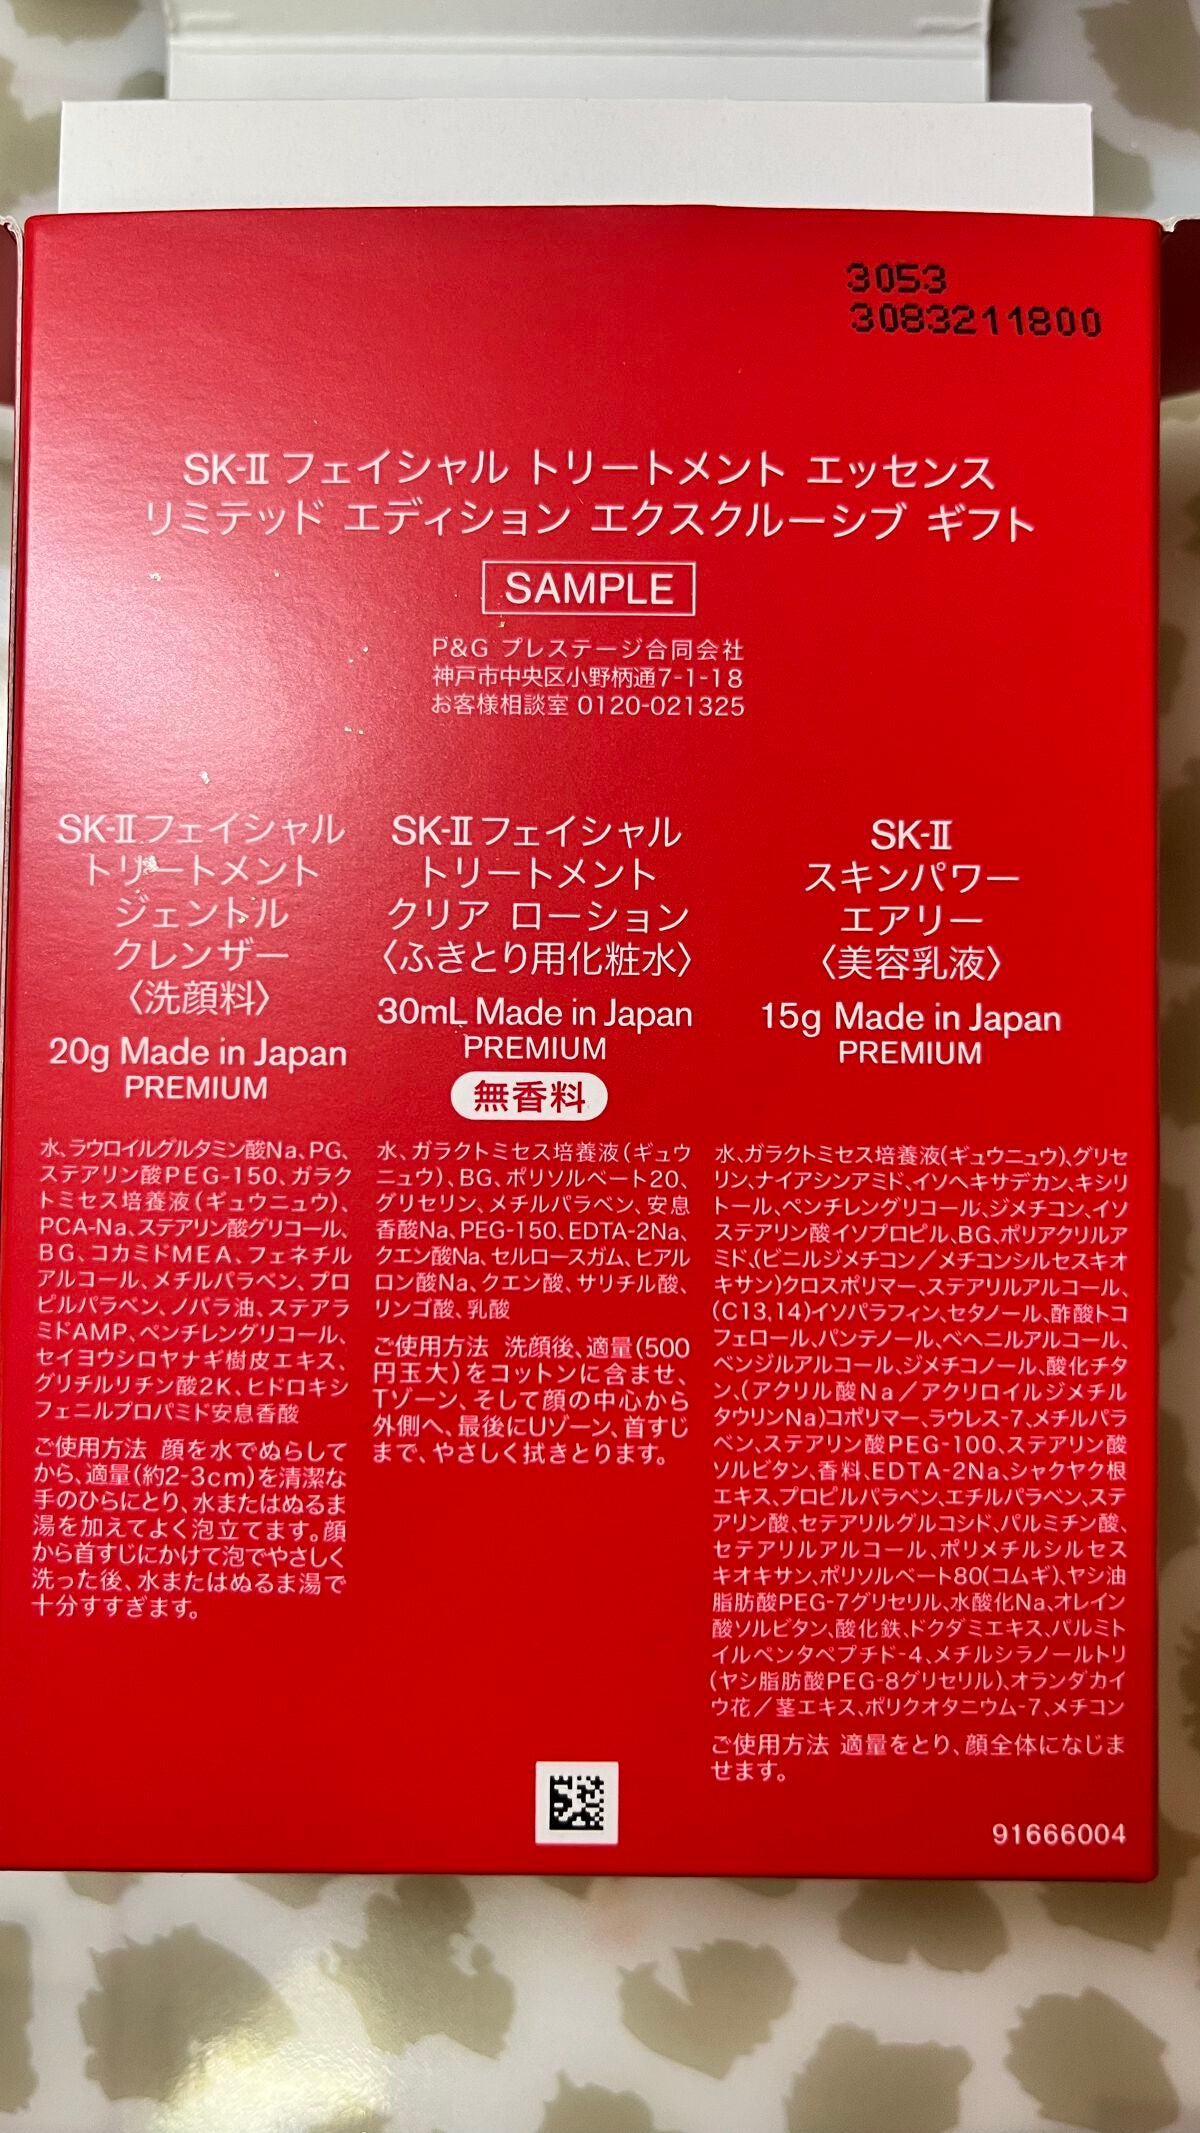 3053
3083211800
SK-Ⅱ フェイシャル トリートメント エッセンス
リミテッド エディション エクスクルーシブ ギフト
SAMPLE
P&G プレステージ合同会社
神戸市中央区小野柄通7-1-18
お客様相談室 0120-021325
SK-Ⅱ フェイシャル
トリートメント
ジェントル
クレンザー
〈洗顔料〉
20g Made in Japan
PREMIUM
水、ラウロイルグルタミン酸Na、PG、
ステアリン酸PEG-150、ガラク
トミセス培養液(ギュウニュウ)、
PCA-Na、ステアリン酸グリコール、
BG、コカミドMEA、フェネチル
アルコール、メチルパラベン、プロ
ピルパラベン、ノバラ油、ステアラ
ミドAMP、ペンチレングリコール、
セイヨウシロヤナギ樹皮エキス、
グリチルリチン酸2K、ヒドロキシ
フェニルプロパミド安息香酸
ご使用方法 顔を水でぬらして
から、適量(約2-3cm)を清潔な
手のひらにとり、水またはぬるま
湯を加えてよく泡立てます。顔
から首すじにかけて泡でやさしく
洗った後、水またはぬるま湯で
十分すすぎます。
SK-Ⅱ フェイシャル
トリートメント
クリア ローション
〈ふきとり用化粧水〉
30mL Made in Japan
PREMIUM
無香料
水、ガラクトミセス培養液(ギュウ
ニュウ)、BG、ポリソルベート20、
グリセリン、メチルパラベン、安息
香酸Na、PEG-150、EDTA-2Na、
クエン酸Na、セルロースガム、ヒアル
ロン酸Na、クエン酸、サリチル酸、
リンゴ酸、乳酸
ご使用方法 洗顔後、適量(500
円玉大)をコットンに含ませ、
Tゾーン、そして顔の中心から
外側へ、最後にUゾーン、首すじ
まで、やさしく拭きとります。
SK-Ⅱ
スキンパワー
エアリー
〈美容乳液〉
15g Made in Japan
PREMIUM
水、ガラクトミセス培養液(ギュウニュウ)、グリセ
リン、ナイアシンアミド、イソヘキサデカン、キシリ
トール、ペンチレングリコール、ジメチコン、イソ
ステアリン酸イソプロピル、BG、ポリアクリルア
ミド、(ビニルジメチコン/メチコンシルセスキオ
キサン)クロスポリマー、ステアリルアルコール、
(C13,14)イソパラフィン、セタノール、酢酸トコ
フェロール、パンテノール、ベヘニルアルコール、
ベンジルアルコール、ジメチコノール、酸化チタ
ン、(アクリル酸Na/アクリロイルジメチル
タウリンNa)コポリマー、ラウレス-7、メチルパラ
ベン、ステアリン酸PEG-100、ステアリン酸
ソルビタン、香料、EDTA-2Na、シャクヤク根
エキス、プロピルパラベン、エチルパラベン、ステ
アリン酸、セテアリルグルコシド、パルミチン酸、
セテアリルアルコール、ポリメチルシルセス
キオキサン、ポリソルベート80(コムギ)、ヤシ油
脂肪酸PEG-7グリセリル、水酸化Na、オレイン
酸ソルビタン、酸化鉄、ドクダミエキス、パルミト
イルペンタペプチド-4、メチルシラノールトリ
(ヤシ脂肪酸PEG-8グリセリル)、オランダカイ
ウ花/茎エキス、ポリクオタニウム-7、メチコン
ご使用方法 適量をとり、顔全体になじま
せます。
91666004